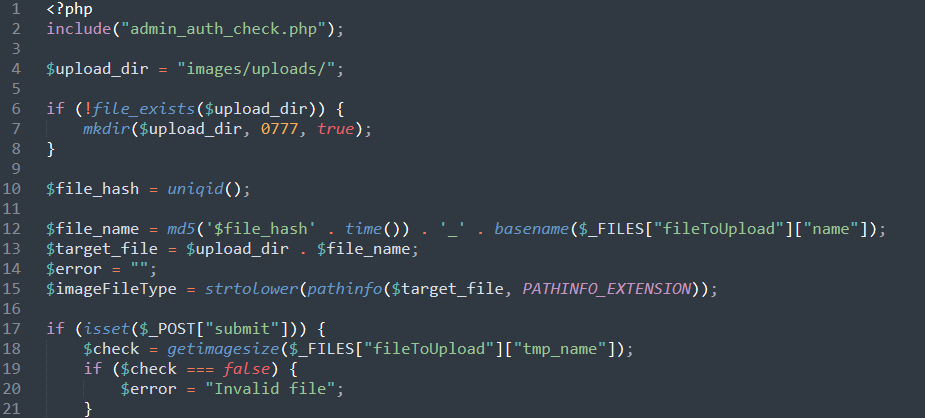 1 <?php
2 include("admin_auth_check.php");
3
4 $upload_dir = "images/uploads/";
5
6 if (!file_exists($upload_dir)) {
7     mkdir($upload_dir, 0777, true);
8 }
9
10 $file_hash = uniqid();
11
12 $file_name = md5('$file_hash' . time()) . '_' . basename($_FILES["fileToUpload"]["name"]);
13 $target_file = $upload_dir . $file_name;
14 $error = "";
15 $imageFileType = strtolower(pathinfo($target_file, PATHINFO_EXTENSION));
16
17 if (isset($_POST["submit"])) {
18     $check = getimagesize($_FILES["fileToUpload"]["tmp_name"]);
19     if ($check === false) {
20         $error = "Invalid file";
21     }